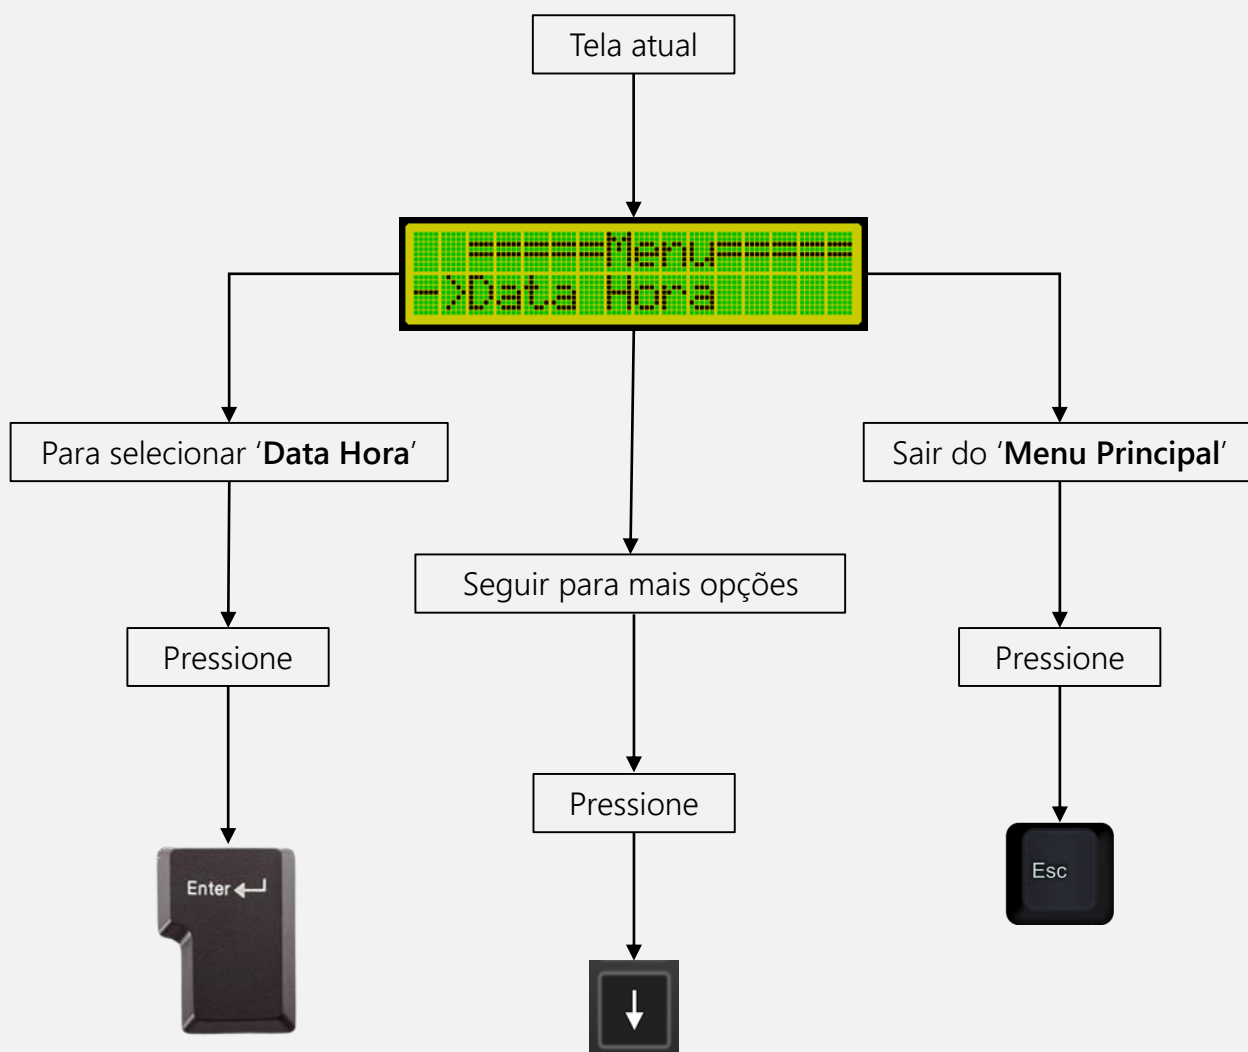 Tela atual
=====Menu=====
->Data Hora
Para selecionar ‘Data Hora’
Sair do ‘Menu Principal’
Seguir para mais opções
Pressione
Pressione
Pressione
Enter
Esc